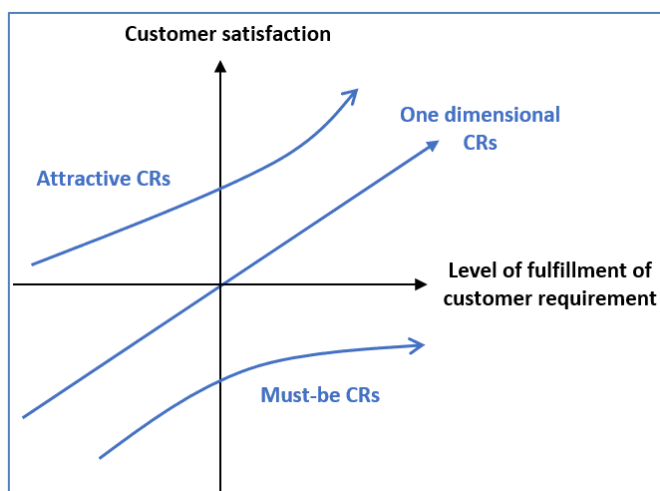 Customer satisfaction
One dimensional
CRs
Attractive CRs
Level of fulfillment of
customer requirement
Must-be CRs